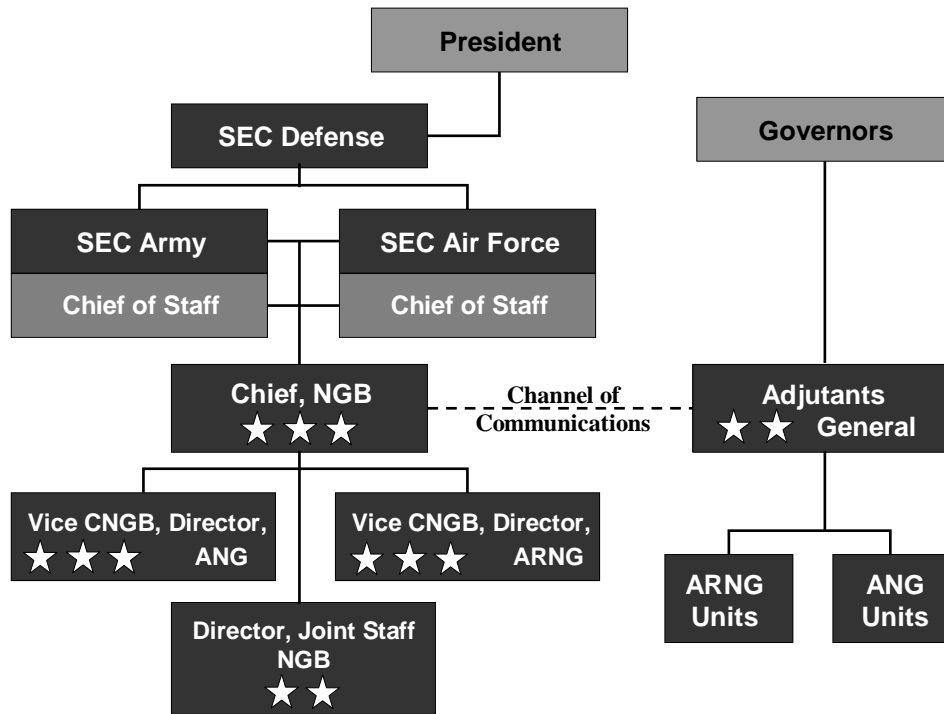 President
SEC Defense
Governors
SEC Army
SEC Air Force
Chief of Staff
Chief of Staff
Chief, NGB
Channel of
Communications
Adjutants
General
Vice CNGB, Director,
ANG
Vice CNGB, Director,
ARNG
ARNG
Units
ANG
Units
Director, Joint Staff
NGB